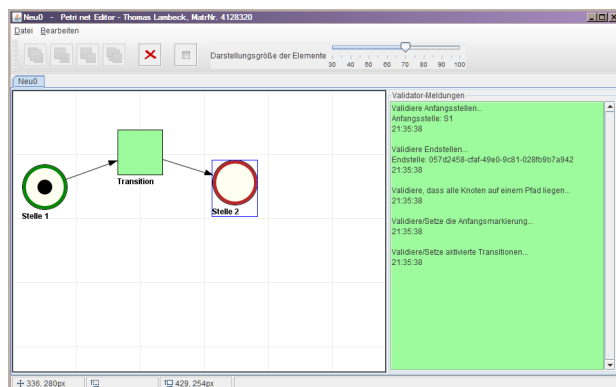 Neu0 - Petri net Editor - Thomas Lambeck, MatrNr. 4128320
Datei Bearbeiten
Darstellungsgröße der Elemente
30 40 50 60 70 80 90 100
Neu0
Stelle 1
Transition
Stelle 2
Validator-Meldungen
Validiere Anfangsstellen...
Anfangsstelle: S1
21:35:38
Validiere Endstellen...
Endstelle: 057d2458-cfaf-49e0-9c81-028fb9b7a942
21:35:38
Validiere, dass alle Knoten auf einem Pfad liegen...
21:35:38
Validiere/Setze die Anfangsmarkierung...
21:35:38
Validiere/Setze aktivierte Transitionen...
21:35:38
336, 280px
429, 254px